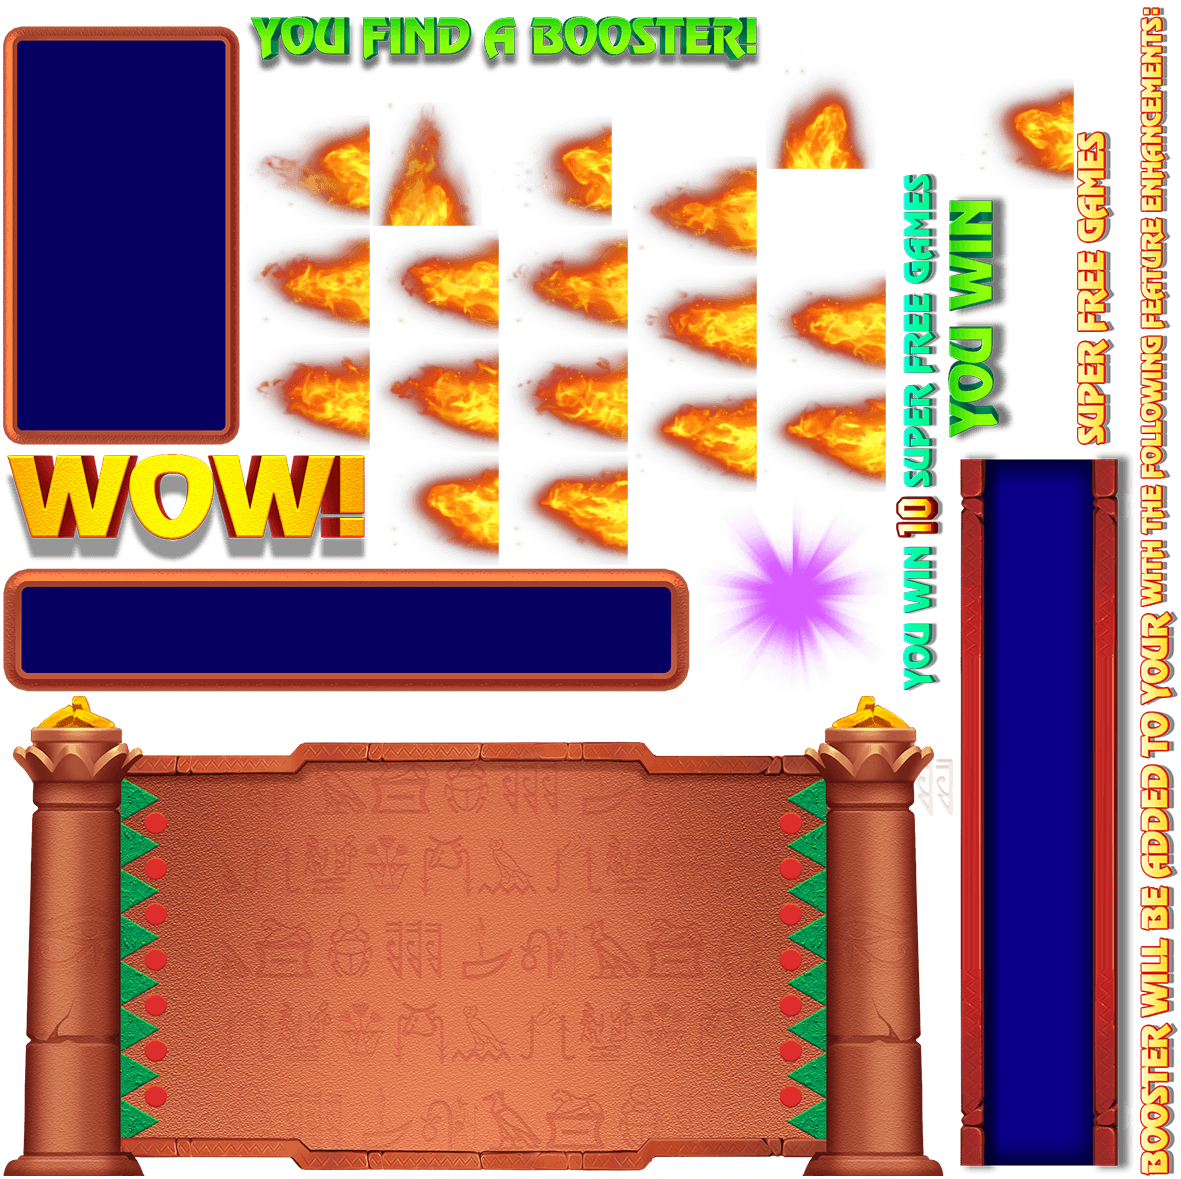 YOU FIND A BOOSTER!
WOW!
YOU WIN 10 SUPER FREE GAMES
YOU WIN
SUPER FREE GAMES
BOOSTER WILL BE ADDED TO YOUR WITH THE FOLLOWING FEATURE ENHANCEMENTS: